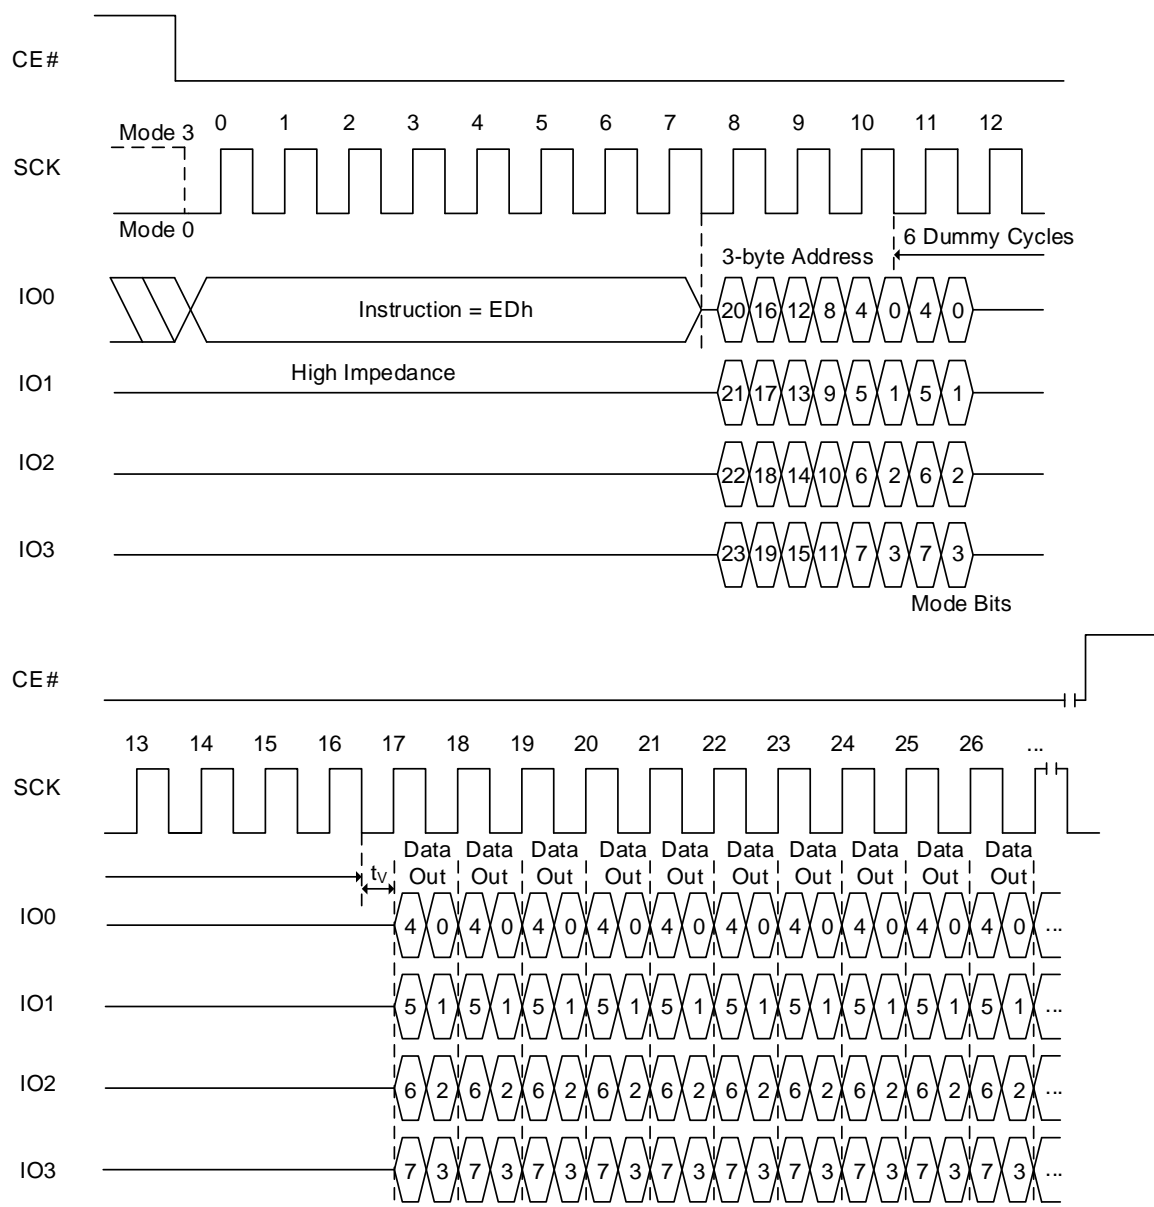 CE#
0 1 2 3 4 5 6 7 8 9 10 11 12
Mode 3
SCK
Mode 0
6 Dummy Cycles
3-byte Address
IO0
Instruction = EDh
20 16 12 8 4 0 4 0
High Impedance
IO1
21 17 13 9 5 1 5 1
IO2
22 18 14 10 6 2 6 2
IO3
23 19 15 11 7 3 7 3
Mode Bits
CE#
13 14 15 16 17 18 19 20 21 22 23 24 25 26 ...
SCK
Data Data Data Data Data Data Data Data Data Data
tV Out Out Out Out Out Out Out Out Out Out
IO0
4 0 4 0 4 0 4 0 4 0 4 0 4 0 4 0 4 0 4 0 ...
IO1
5 1 5 1 5 1 5 1 5 1 5 1 5 1 5 1 5 1 5 1 ...
IO2
6 2 6 2 6 2 6 2 6 2 6 2 6 2 6 2 6 2 6 2 ...
IO3
7 3 7 3 7 3 7 3 7 3 7 3 7 3 7 3 7 3 7 3 ...